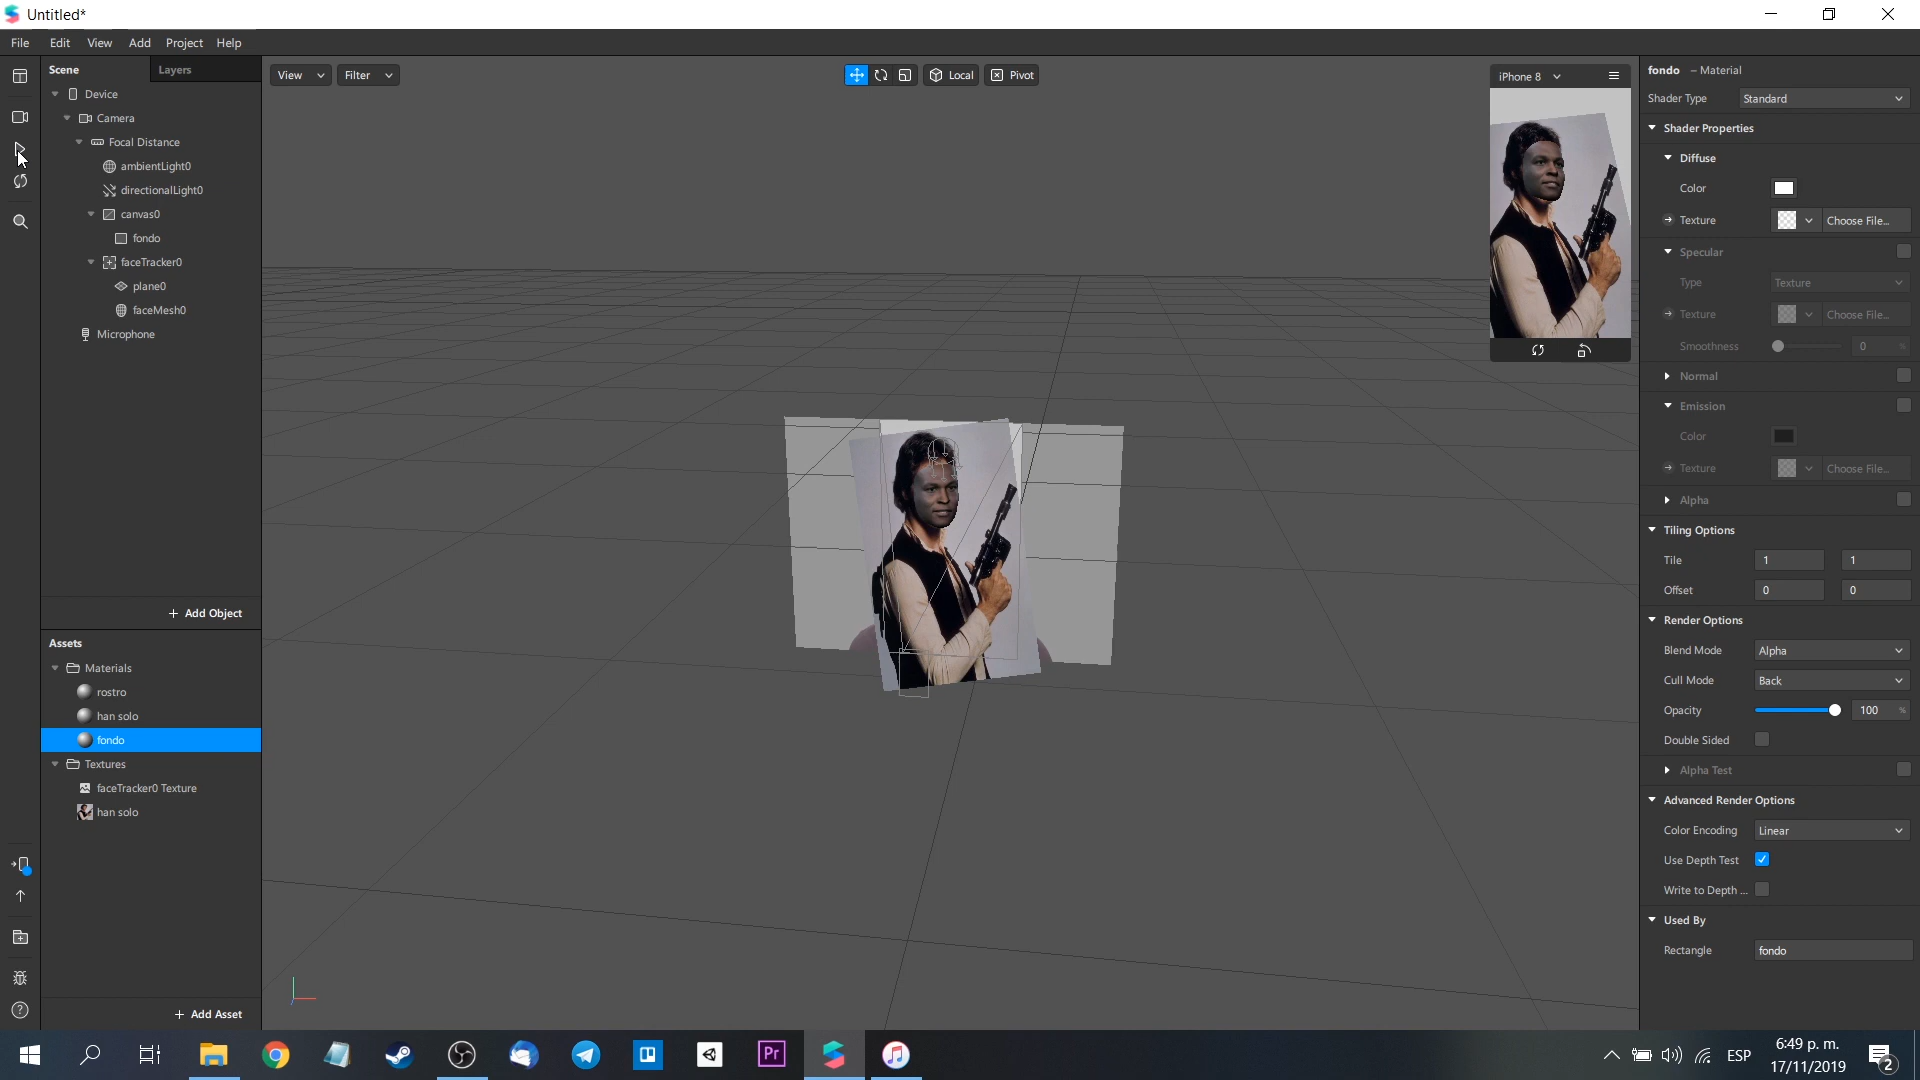 Untitled*
File Edit View Add Project Help
Scene Layers
Device
Camera
Focal Distance
ambientLight0
directionalLight0
canvas0
fondo
faceTracker0
plane0
faceMesh0
Microphone
+ Add Object
Assets
Materials
rostro
han solo
fondo
Textures
faceTracker0 Texture
han solo
+ Add Asset
View Filter
Local Pivot
iPhone 8
fondo – Material
Shader Type Standard
Shader Properties
Diffuse
Color
Texture Choose File...
Specular
Type Texture
Texture Choose File...
Smoothness 0 %
Normal
Emission
Color
Texture Choose File...
Alpha
Tiling Options
Tile 1 1
Offset 0 0
Render Options
Blend Mode Alpha
Cull Mode Back
Opacity 100 %
Double Sided
Alpha Test
Advanced Render Options
Color Encoding Linear
Use Depth Test
Write to Depth ...
Used By
Rectangle fondo
Pr
ESP
6:49 p. m.
17/11/2019
2